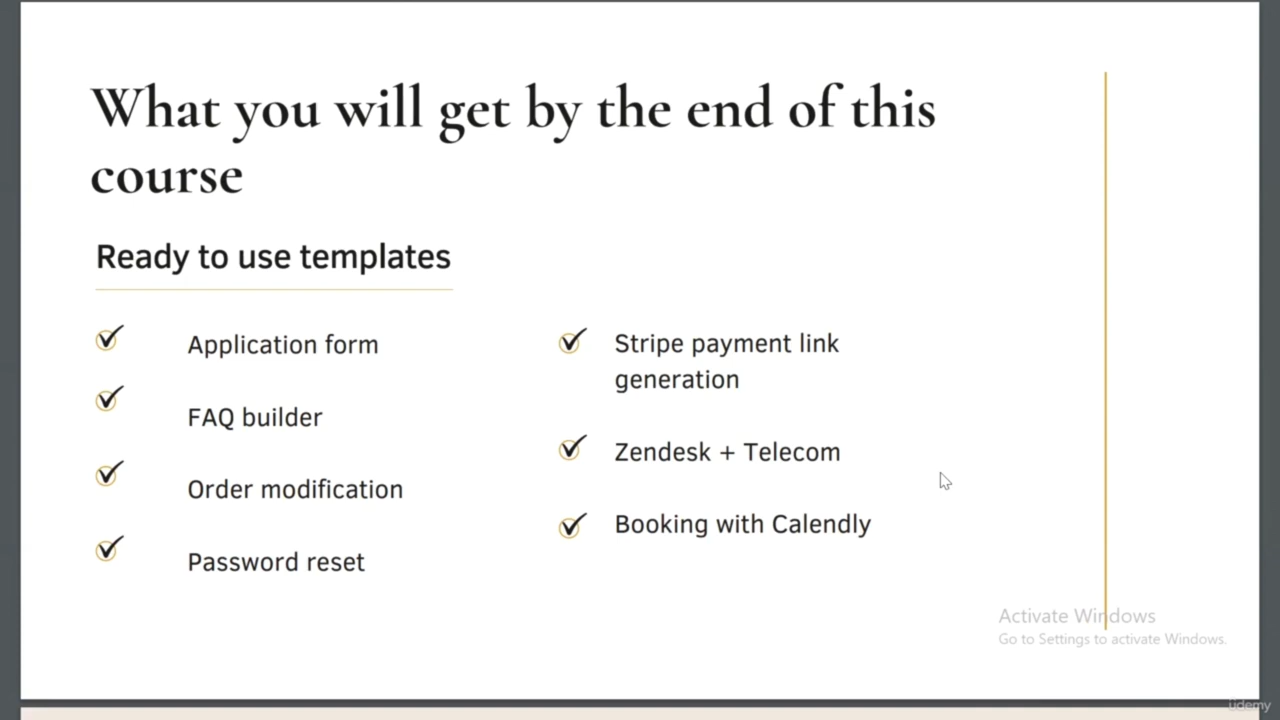 What you will get by the end of this
course
Ready to use templates
Application form
FAQ builder
Order modification
Password reset
Stripe payment link
generation
Zendesk + Telecom
Booking with Calendly
Activate Windows
Go to Settings to activate Windows.
ûdemy